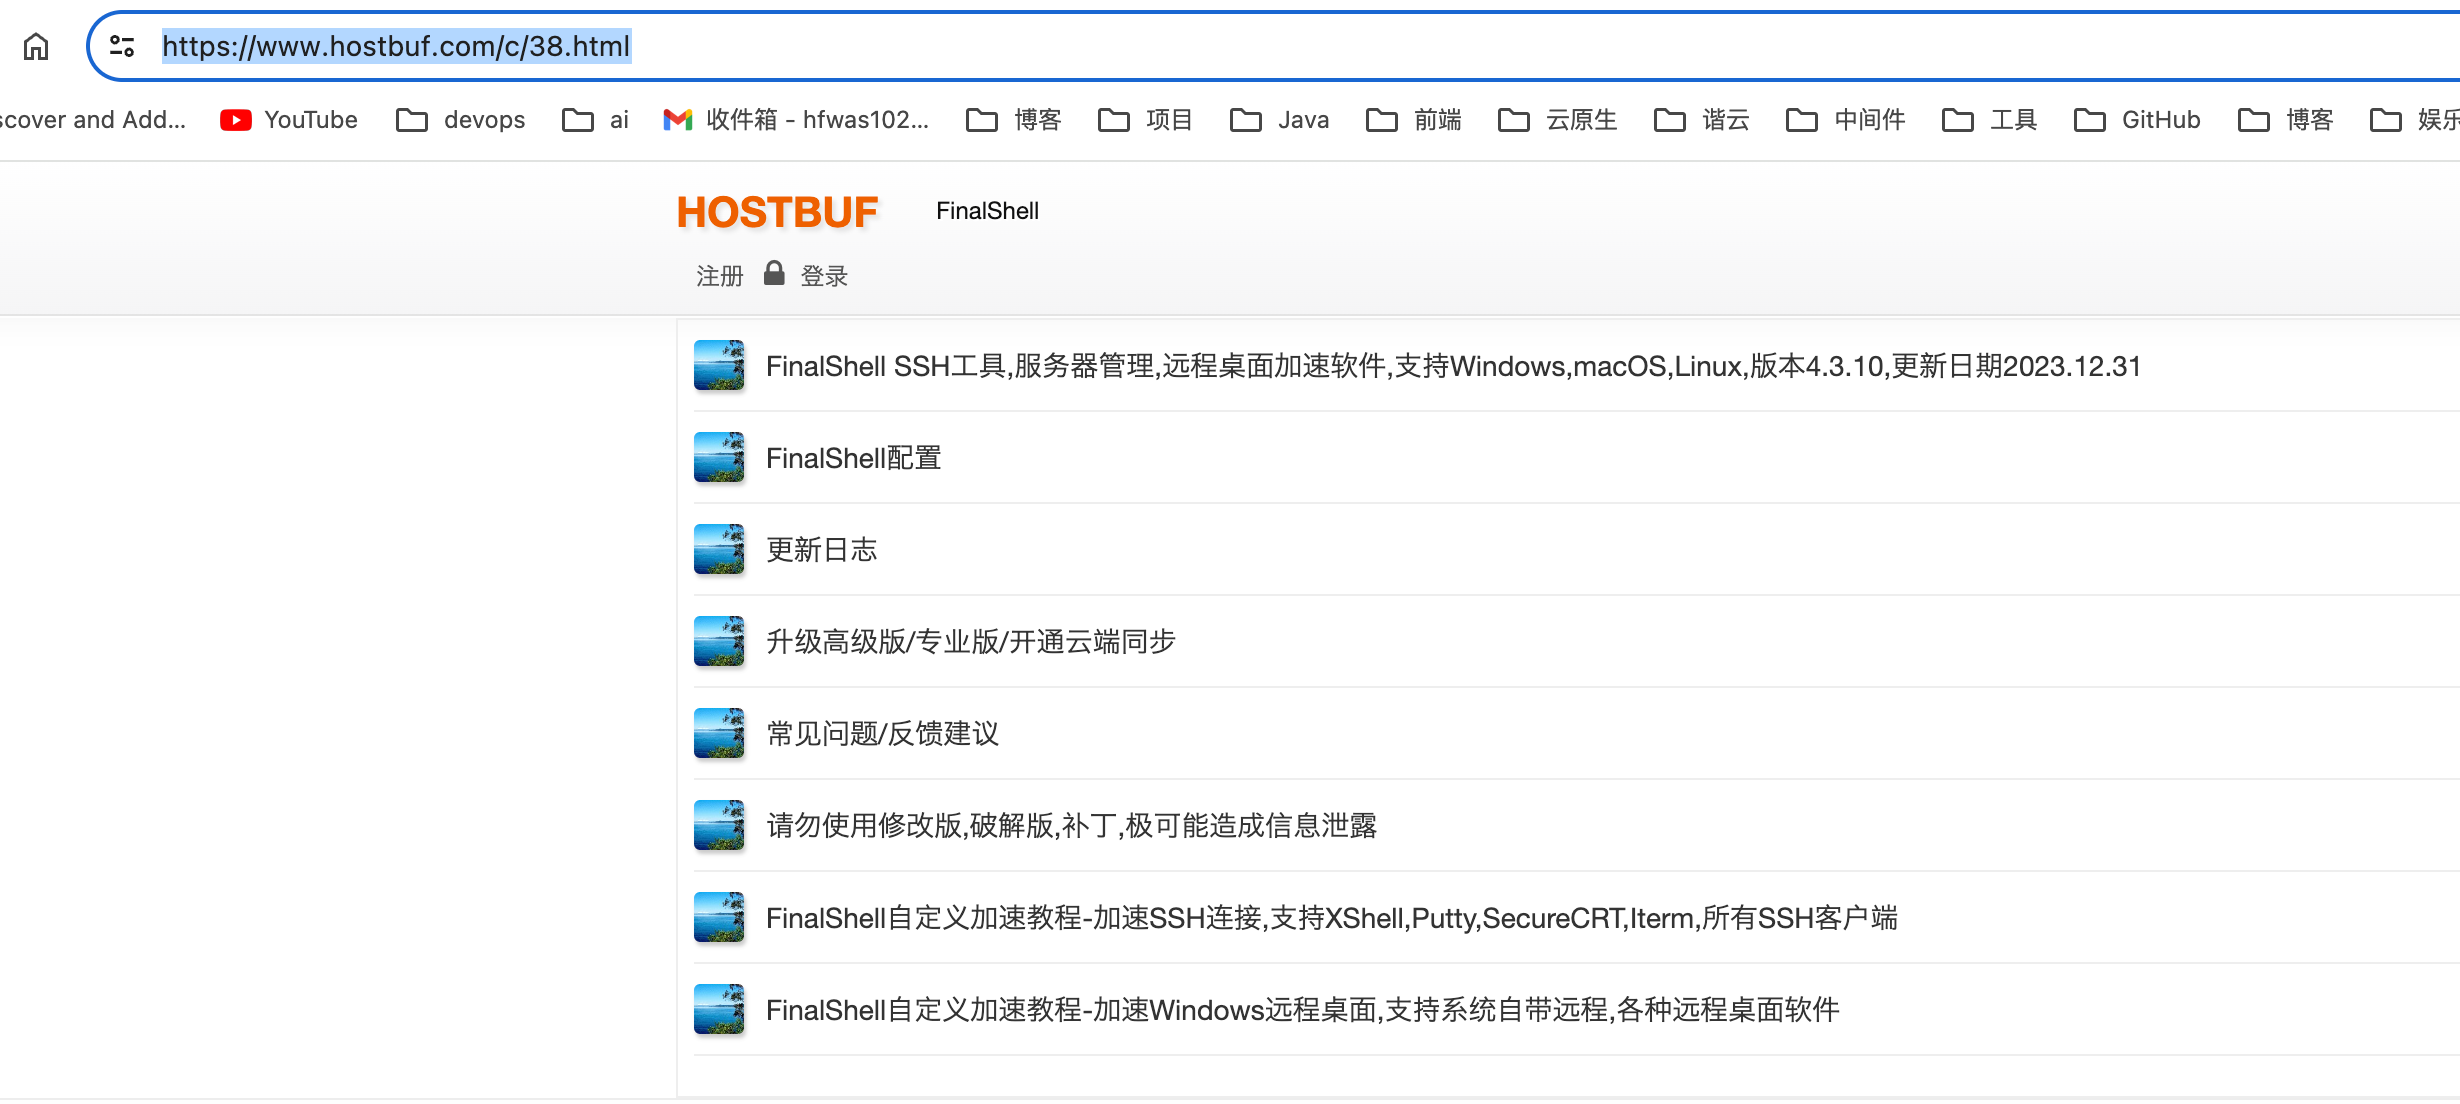 https://www.hostbuf.com/c/38.html
scover and Add... YouTube devops ai 收件箱 - hfwas102... 博客 项目 Java 前端 云原生 谐云 中间件 工具 GitHub 博客 娱乐
HOSTBUF FinalShell
注册 登录
FinalShell SSH工具,服务器管理,远程桌面加速软件,支持Windows,macOS,Linux,版本4.3.10,更新日期2023.12.31
FinalShell配置
更新日志
升级高级版/专业版/开通云端同步
常见问题/反馈建议
请勿使用修改版,破解版,补丁,极可能造成信息泄露
FinalShell自定义加速教程-加速SSH连接,支持XShell,Putty,SecureCRT,Iterm,所有SSH客户端
FinalShell自定义加速教程-加速Windows远程桌面,支持系统自带远程,各种远程桌面软件